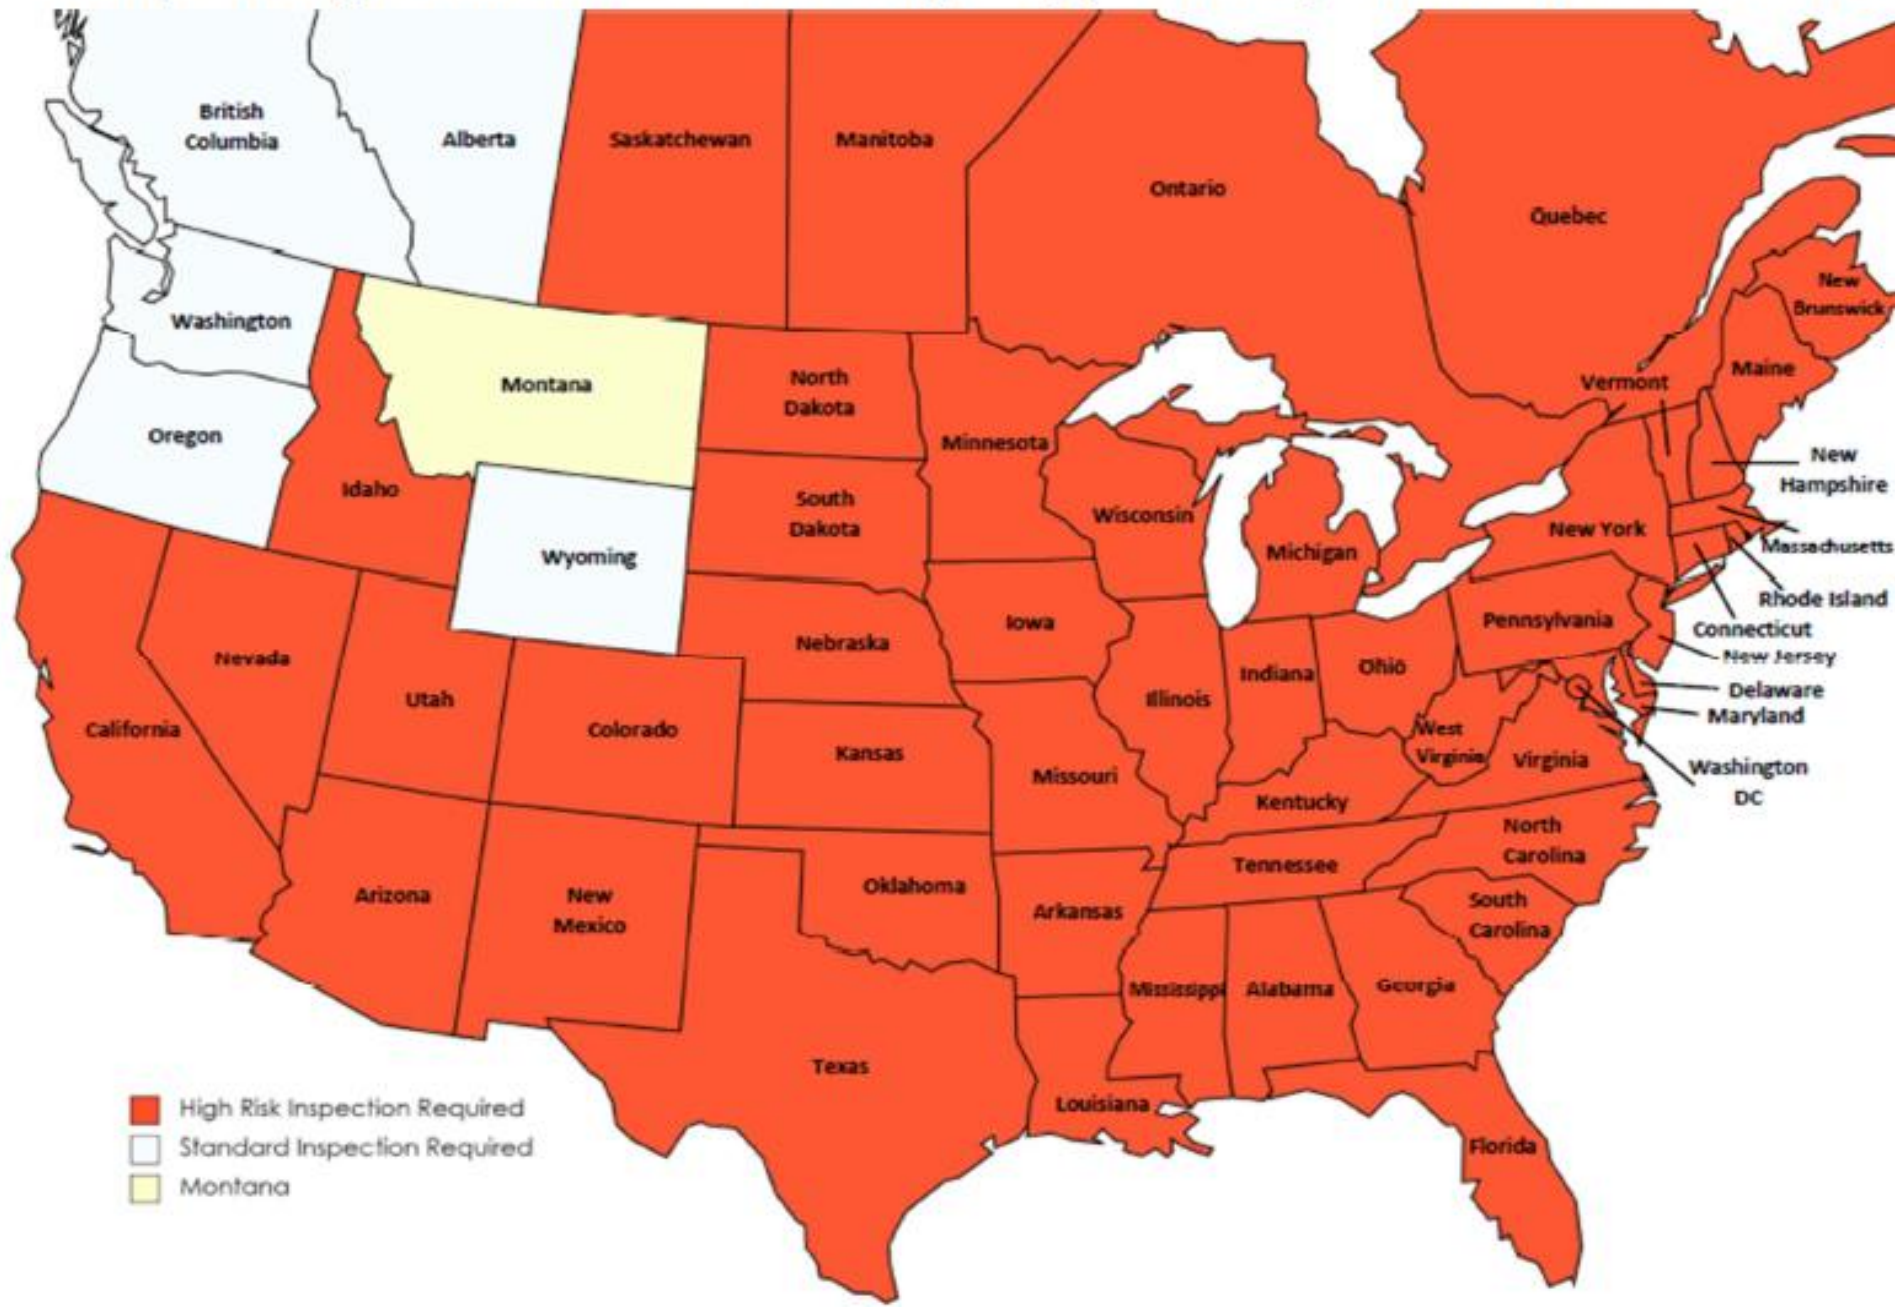 British
Columbia
Alberta
Saskatchewan
Manitoba
Ontario
Quebec
New
Brunswick
Washington
Montana
North
Dakota
Minnesota
Vermont
Maine
Oregon
Idaho
South
Dakota
Wisconsin
Michigan
New York
New
Hampshire
Massachusetts
Wyoming
Rhode Island
Nebraska
Iowa
Pennsylvania
Connecticut
New Jersey
Nevada
Utah
Colorado
Illinois
Indiana
Ohio
Delaware
Maryland
California
Kansas
Missouri
West
Virginia
Virginia
Washington
DC
Kentucky
North
Carolina
Arizona
New
Mexico
Oklahoma
Arkansas
Tennessee
South
Carolina
Mississippi
Alabama
Georgia
Texas
Louisiana
Florida
High Risk Inspection Required
Standard Inspection Required
Montana